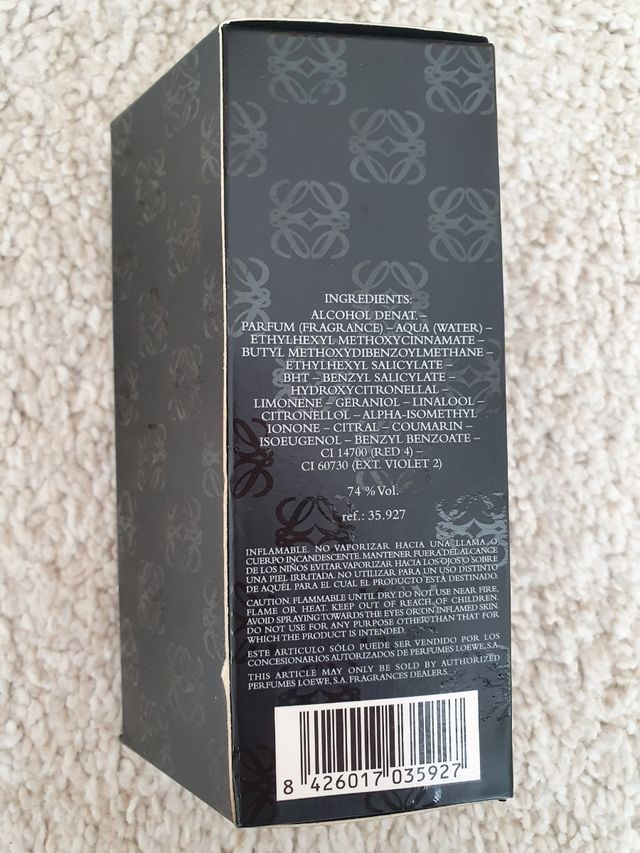 INGREDIENTS:
ALCOHOL DENAT. –
PARFUM (FRAGRANCE) – AQUA (WATER) –
ETHYLHEXYL METHOXYCINNAMATE –
BUTYL METHOXYDIBENZOYLMETHANE –
ETHYLHEXYL SALICYLATE –
BHT – BENZYL SALICYLATE –
HYDROXYCITRONELLAL –
LIMONENE – GERANIOL – LINALOOL –
CITRONELLOL – ALPHA-ISOMETHYL
IONONE – CITRAL – COUMARIN –
ISOEUGENOL – BENZYL BENZOATE –
CI 14700 (RED 4) –
CI 60730 (EXT. VIOLET 2)
74 % Vol.
ref.: 35.927
INFLAMABLE. NO VAPORIZAR HACIA UNA LLAMA O
CUERPO INCANDESCENTE. MANTENER FUERA DEL ALCANCE
DE LOS NIÑOS EVITAR VAPORIZAR HACIA LOS OJOS O SOBRE
UNA PIEL IRRITADA. NO UTILIZAR PARA UN USO DISTINTO
DE AQUÉL PARA EL CUAL EL PRODUCTO ESTÁ DESTINADO.
CAUTION. FLAMMABLE UNTIL DRY. DO NOT USE NEAR FIRE,
FLAME OR HEAT. KEEP OUT OF REACH OF CHILDREN.
AVOID SPRAYING TOWARDS THE EYES OR ON INFLAMED SKIN.
DO NOT USE FOR ANY PURPOSE OTHER THAN THAT FOR
WHICH THE PRODUCT IS INTENDED.
ESTE ARTICULO SÓLO PUEDE SER VENDIDO POR LOS
CONCESIONARIOS AUTORIZADOS DE PERFUMES LOEWE, S.A.
THIS ARTICLE MAY ONLY BE SOLD BY AUTHORIZED
PERFUMES LOEWE, S.A. FRAGRANCES DEALERS.
8 426017 035927